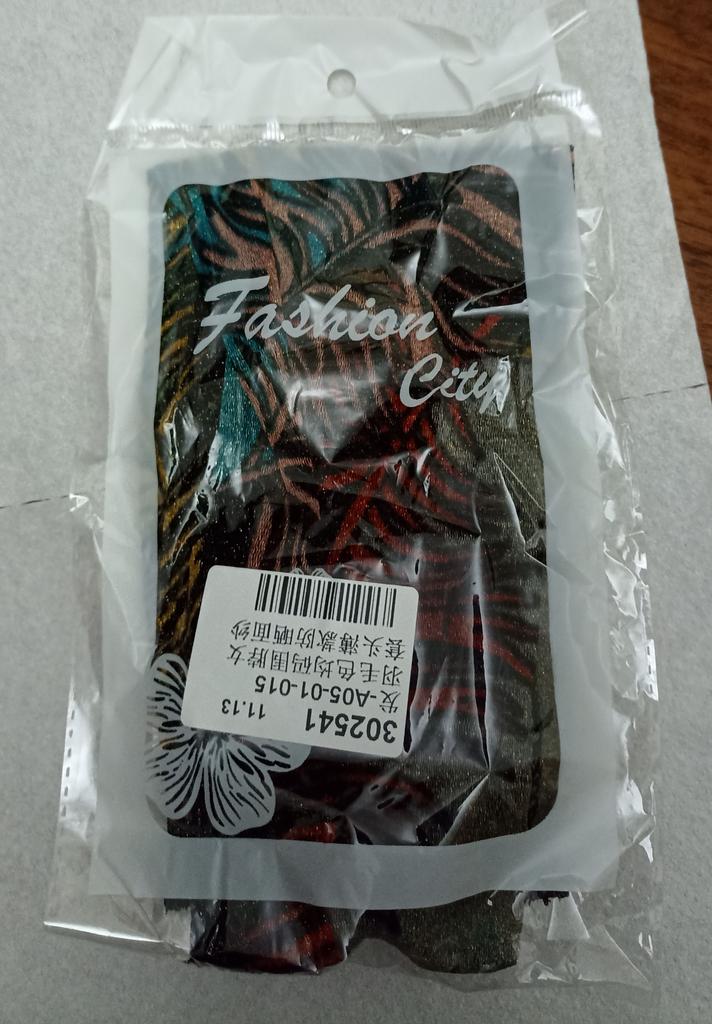 Fashion
City
302541 11.13
发-A05-01-015
羽毛色均码围脖女
套头薄款防晒面纱